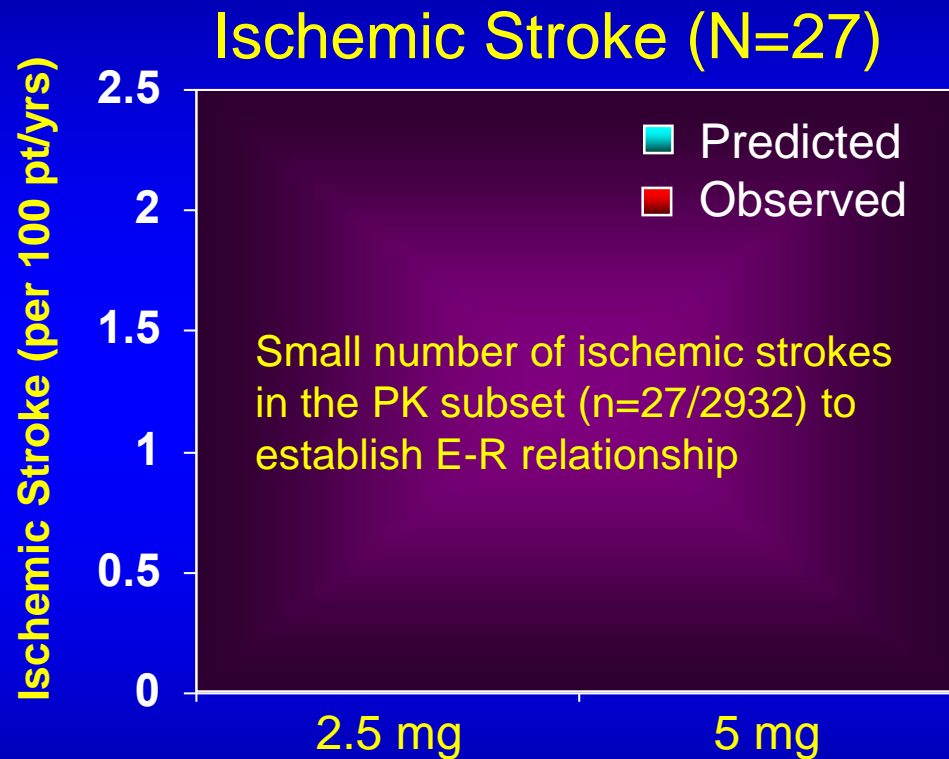 Ischemic Stroke (N=27)
Ischemic Stroke (per 100 pt/yrs)
2.5
2
1.5
1
0.5
0
Predicted
Observed
Small number of ischemic strokes
in the PK subset (n=27/2932) to
establish E-R relationship
2.5 mg
5 mg